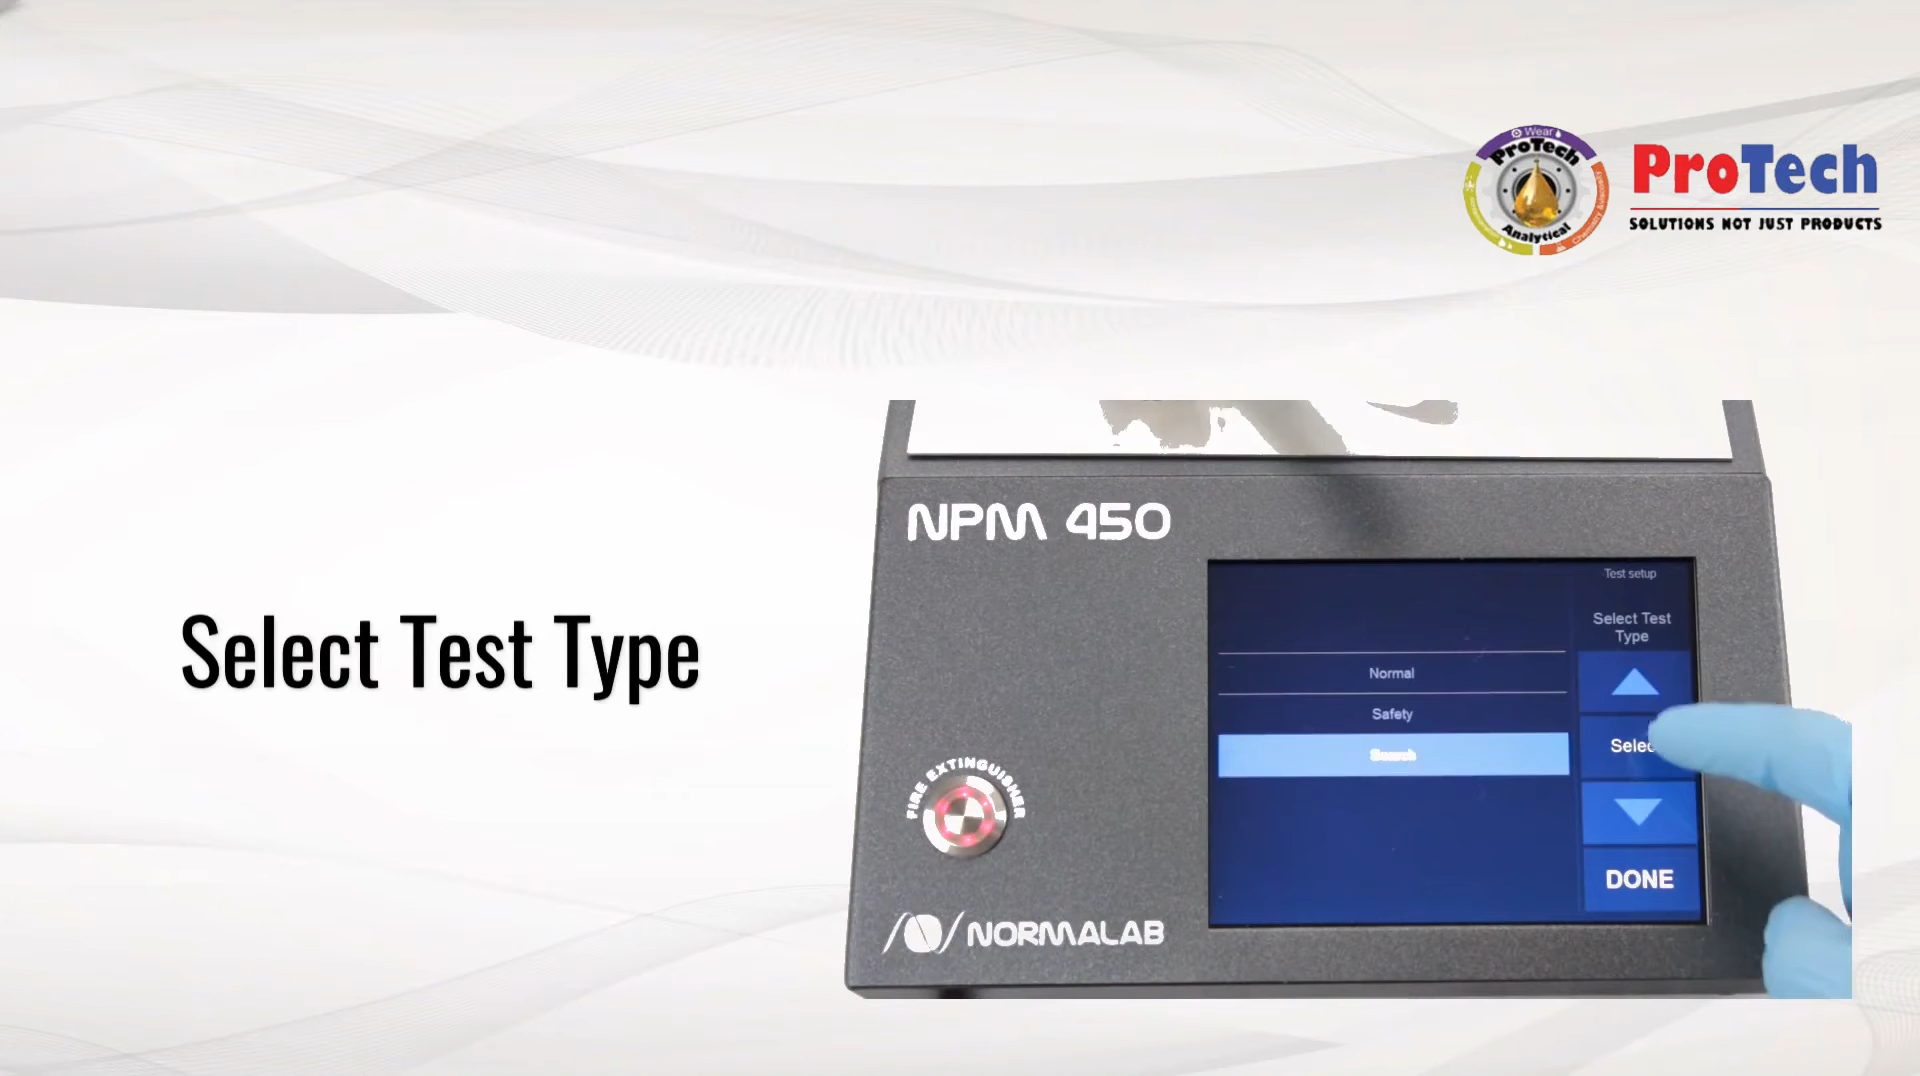 Wear
ProTech
Analytical
ProTech
SOLUTIONS NOT JUST PRODUCTS
Select Test Type
NPM 450
FIRE EXTINGUISHER
NORMALAB
Test setup
Select Test
Type
Normal
Safety
Search
Selec
DONE